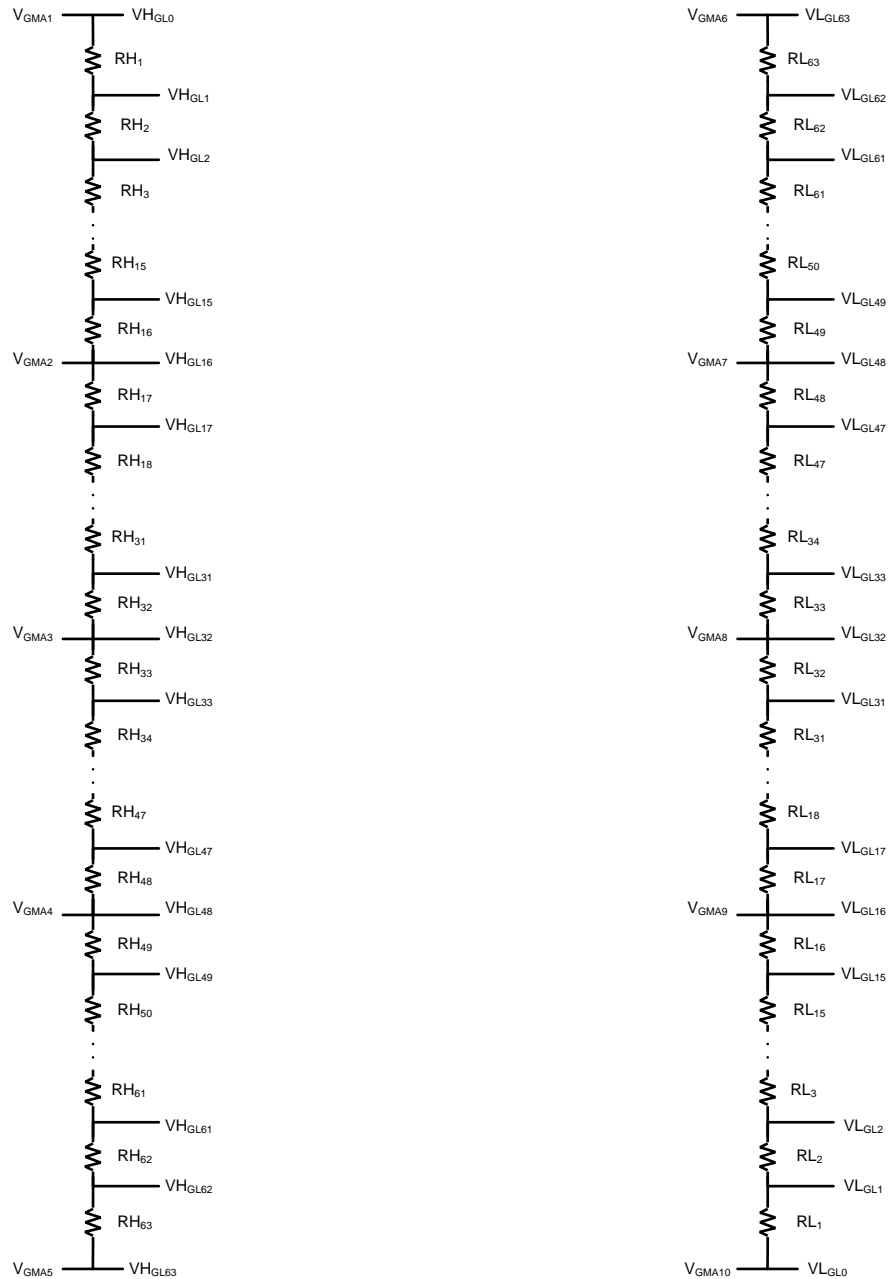 VGMA1 VHGL0
RH1
VHGL1
RH2
VHGL2
RH3
RH15
VHGL15
RH16
VGMA2 VHGL16
RH17
VHGL17
RH18
RH31
VHGL31
RH32
VGMA3 VHGL32
RH33
VHGL33
RH34
RH47
VHGL47
RH48
VGMA4 VHGL48
RH49
VHGL49
RH50
RH61
VHGL61
RH62
VHGL62
RH63
VGMA5 VHGL63
VGMA6 VLGL63
RL63
VLGL62
RL62
VLGL61
RL61
RL50
VLGL49
RL49
VGMA7 VLGL48
RL48
VLGL47
RL47
RL34
VLGL33
RL33
VGMA8 VLGL32
RL32
VLGL31
RL31
RL18
VLGL17
RL17
VGMA9 VLGL16
RL16
VLGL15
RL15
RL3
VLGL2
RL2
VLGL1
RL1
VGMA10 VLGL0